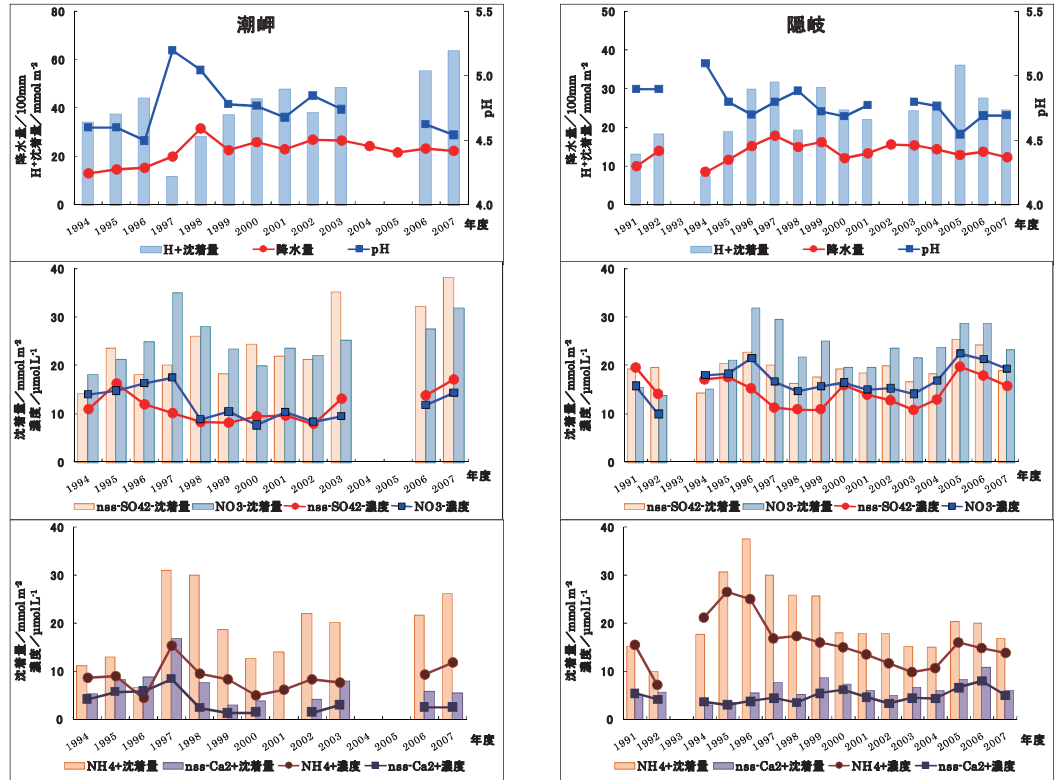 潮岬
降水量／100mm
H⁺沈着量／mmol m⁻²
80
60
40
20
0
5.5
5.0
4.5
4.0
pH
1994 1995 1996 1997 1998 1999 2000 2001 2002 2003 2004 2005 2006 2007 年度
H+沈着量 降水量 pH
隠岐
降水量／100mm
H⁺沈着量／mmol m⁻²
50
40
30
20
10
0
5.5
5.0
4.5
4.0
pH
1991 1992 1993 1994 1995 1996 1997 1998 1999 2000 2001 2002 2003 2004 2005 2006 2007 年度
H+沈着量 降水量 pH
沈着量／mmol m⁻²
濃度／µmol L⁻¹
40
30
20
10
0
1994 1995 1996 1997 1998 1999 2000 2001 2002 2003 2004 2005 2006 2007 年度
nss-SO42-沈着量 NO3-沈着量 nss-SO42-濃度 NO3-濃度
沈着量／mmol m⁻²
濃度／µmol L⁻¹
40
30
20
10
0
1991 1992 1993 1994 1995 1996 1997 1998 1999 2000 2001 2002 2003 2004 2005 2006 2007 年度
nss-SO42-沈着量 NO3-沈着量 nss-SO42-濃度 NO3-濃度
沈着量／mmol m⁻²
濃度／µmol L⁻¹
40
30
20
10
0
1994 1995 1996 1997 1998 1999 2000 2001 2002 2003 2004 2005 2006 2007 年度
NH4+沈着量 nss-Ca2+沈着量 NH4+濃度 nss-Ca2+濃度
沈着量／mmol m⁻²
濃度／µmol L⁻¹
40
30
20
10
0
1991 1992 1993 1994 1995 1996 1997 1998 1999 2000 2001 2002 2003 2004 2005 2006 2007 年度
NH4+沈着量 nss-Ca2+沈着量 NH4+濃度 nss-Ca2+濃度